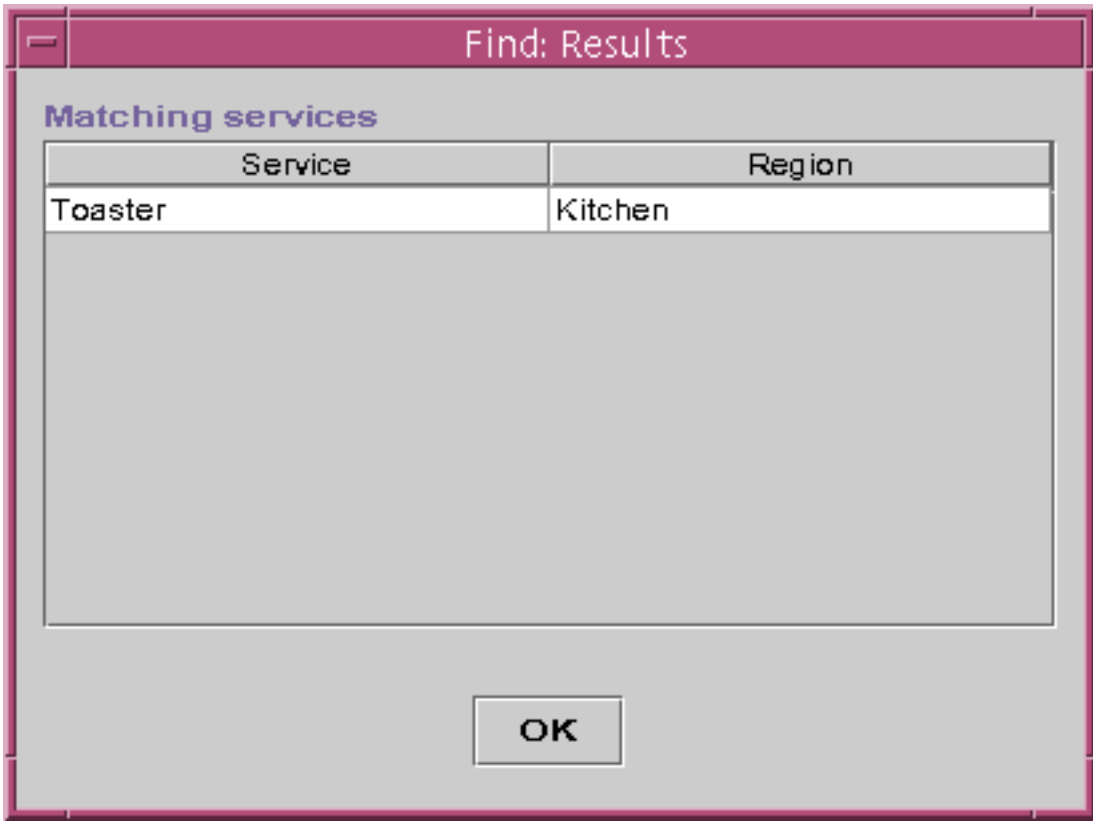 Find: Results
Matching services
Service Region
Toaster Kitchen
OK